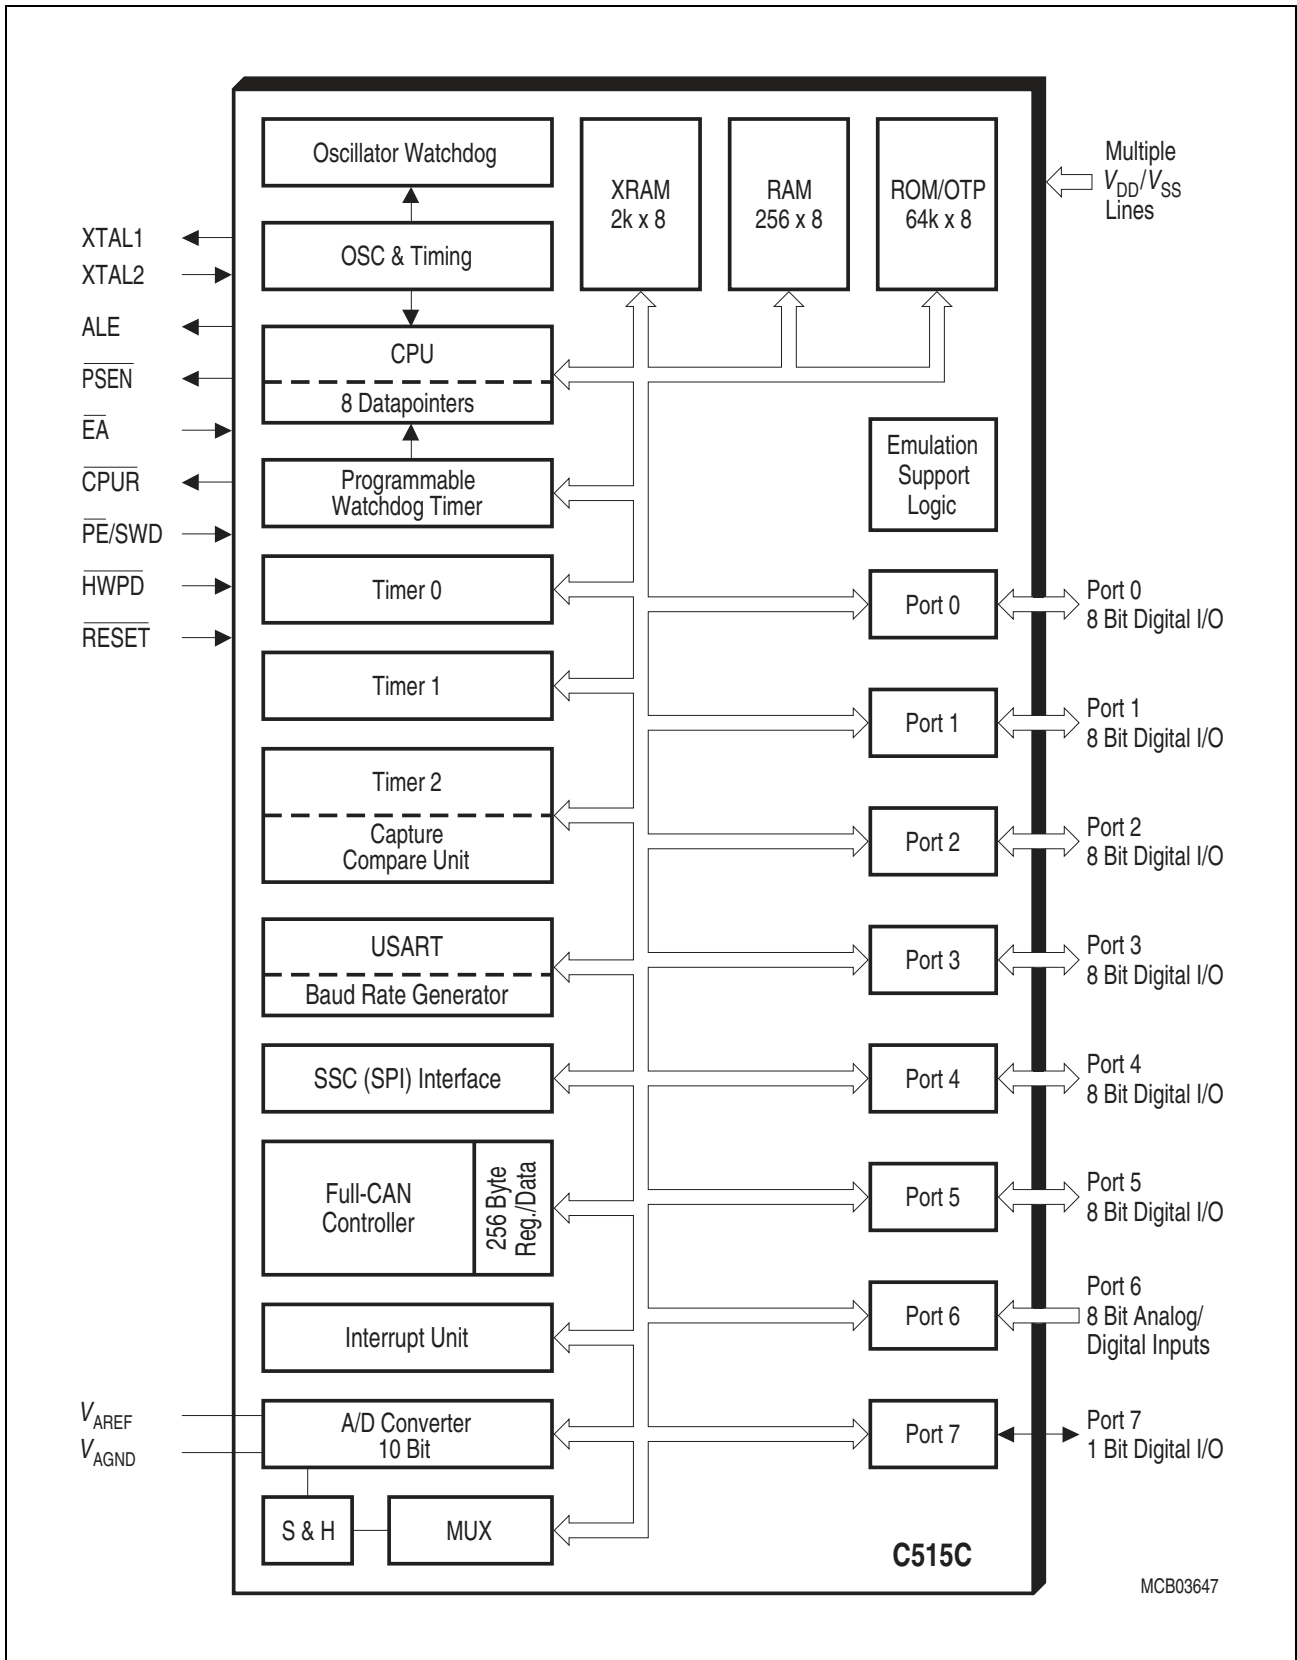 Oscillator Watchdog
OSC & Timing
CPU
8 Datapointers
Programmable
Watchdog Timer
Timer 0
Timer 1
Timer 2
Capture
Compare Unit
USART
Baud Rate Generator
SSC (SPI) Interface
Full-CAN
Controller
256 Byte
Reg./Data
Interrupt Unit
A/D Converter
10 Bit
S & H
MUX
XRAM
2k x 8
RAM
256 x 8
ROM/OTP
64k x 8
Emulation
Support
Logic
Port 0
Port 1
Port 2
Port 3
Port 4
Port 5
Port 6
Port 7
C515C
XTAL1
XTAL2
ALE
PSEN
EA
CPUR
PE/SWD
HWPD
RESET
VAREF
VAGND
Multiple
VDD/VSS
Lines
Port 0
8 Bit Digital I/O
Port 1
8 Bit Digital I/O
Port 2
8 Bit Digital I/O
Port 3
8 Bit Digital I/O
Port 4
8 Bit Digital I/O
Port 5
8 Bit Digital I/O
Port 6
8 Bit Analog/
Digital Inputs
Port 7
1 Bit Digital I/O
MCB03647